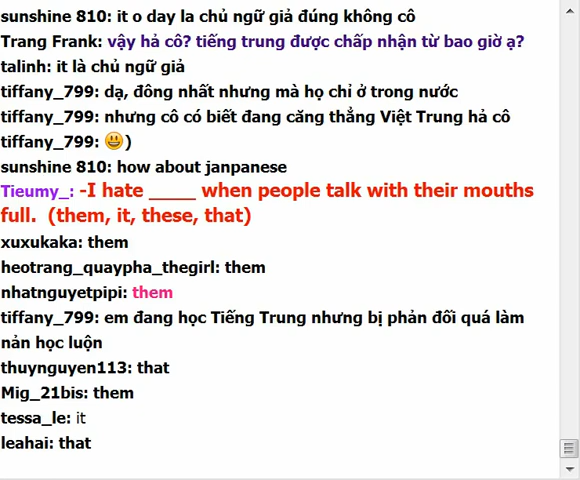 sunshine 810: it o day la chủ ngữ giả đúng không cô
Trang Frank: vậy hả cô? tiếng trung được chấp nhận từ bao giờ ạ?
talinh: it là chủ ngữ giả
tiffany_799: dạ, đông nhất nhưng mà họ chỉ ở trong nước
tiffany_799: nhưng cô có biết đang căng thẳng Việt Trung hả cô
tiffany_799: 😃)
sunshine 810: how about janpanese
Tieumy_: -I hate ____ when people talk with their mouths
full. (them, it, these, that)
xuxukaka: them
heotrang_quaypha_thegirl: them
nhatnguyetpipi: them
tiffany_799: em đang học Tiếng Trung nhưng bị phản đối quá làm
nản học luộn
thuynguyen113: that
Mig_21bis: them
tessa_le: it
leahai: that